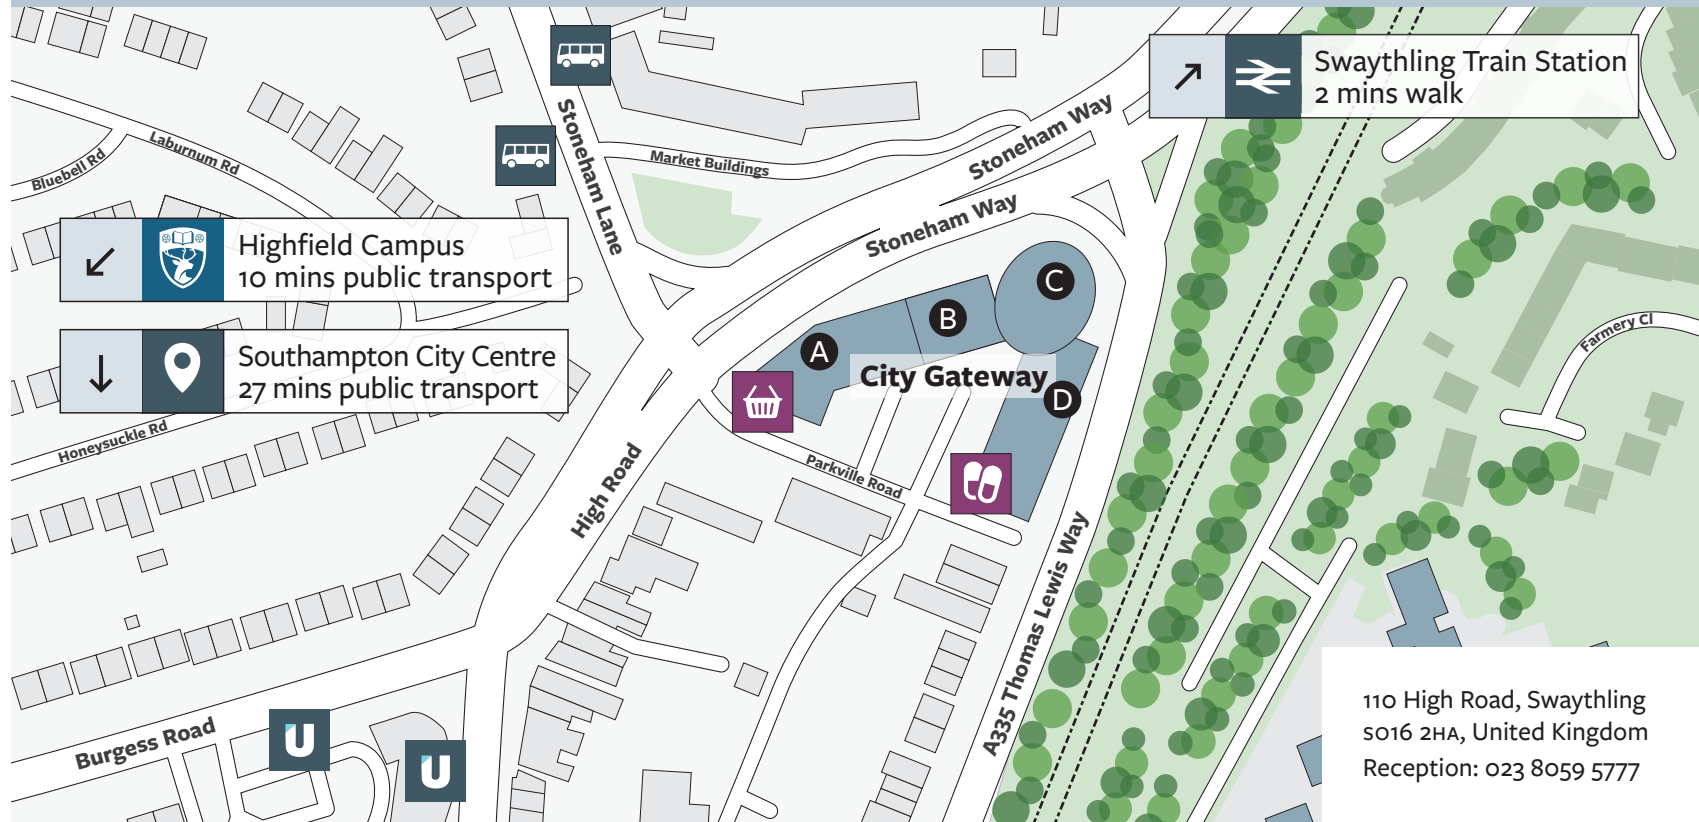 Swaythling Train Station
2 mins walk
Stoneham Lane
Stoneham Way
Market Buildings
Laburnum Rd
Bluebell Rd
Stoneham Way
Highfield Campus
10 mins public transport
C
B
A
Southampton City Centre
27 mins public transport
City Gateway
D
Farmery Cl
Honeysuckle Rd
High Road
Parkville Road
A335 Thomas Lewis Way
Burgess Road
U
U
110 High Road, Swaythling
SO16 2HA, United Kingdom
Reception: 023 8059 5777